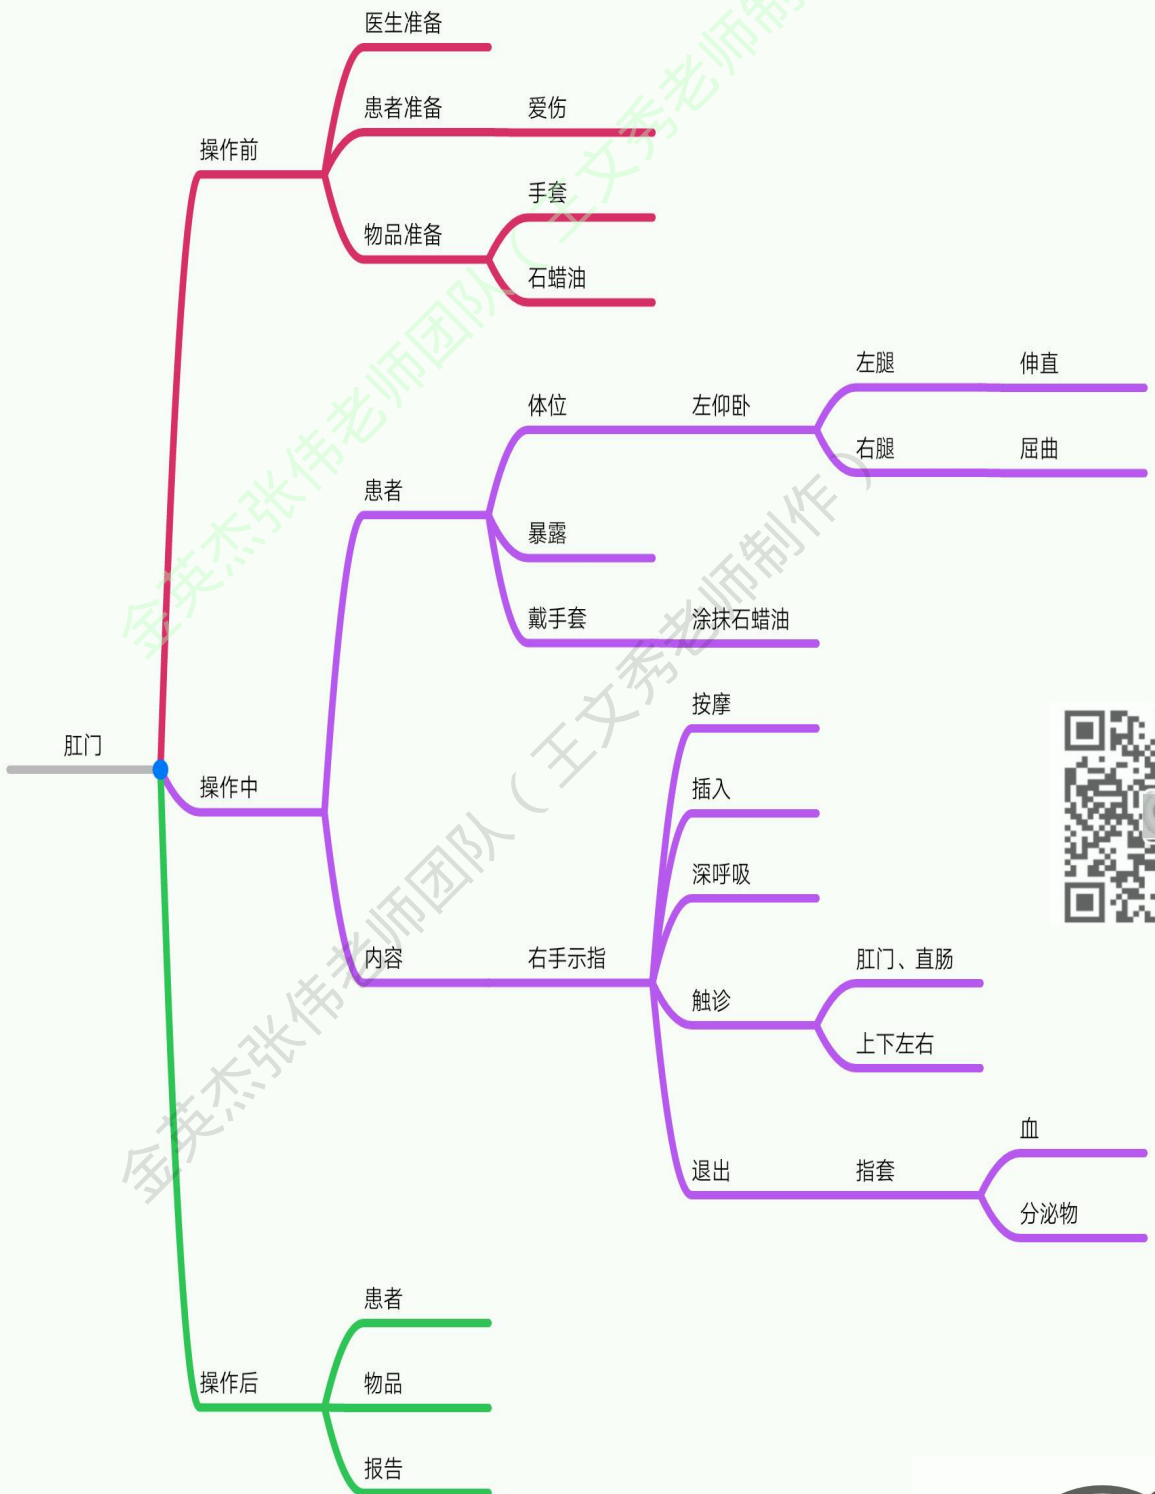 医生准备
患者准备
爱伤
操作前
手套
物品准备
石蜡油
左腿
伸直
体位
左仰卧
右腿
屈曲
患者
暴露
戴手套
涂抹石蜡油
按摩
肛门
操作中
插入
深呼吸
内容
右手示指
肛门、直肠
触诊
上下左右
血
退出
指套
分泌物
患者
操作后
物品
报告
金英杰张伟老师团队（王文秀老师制
金英杰张伟老师团队（王文秀老师制作）